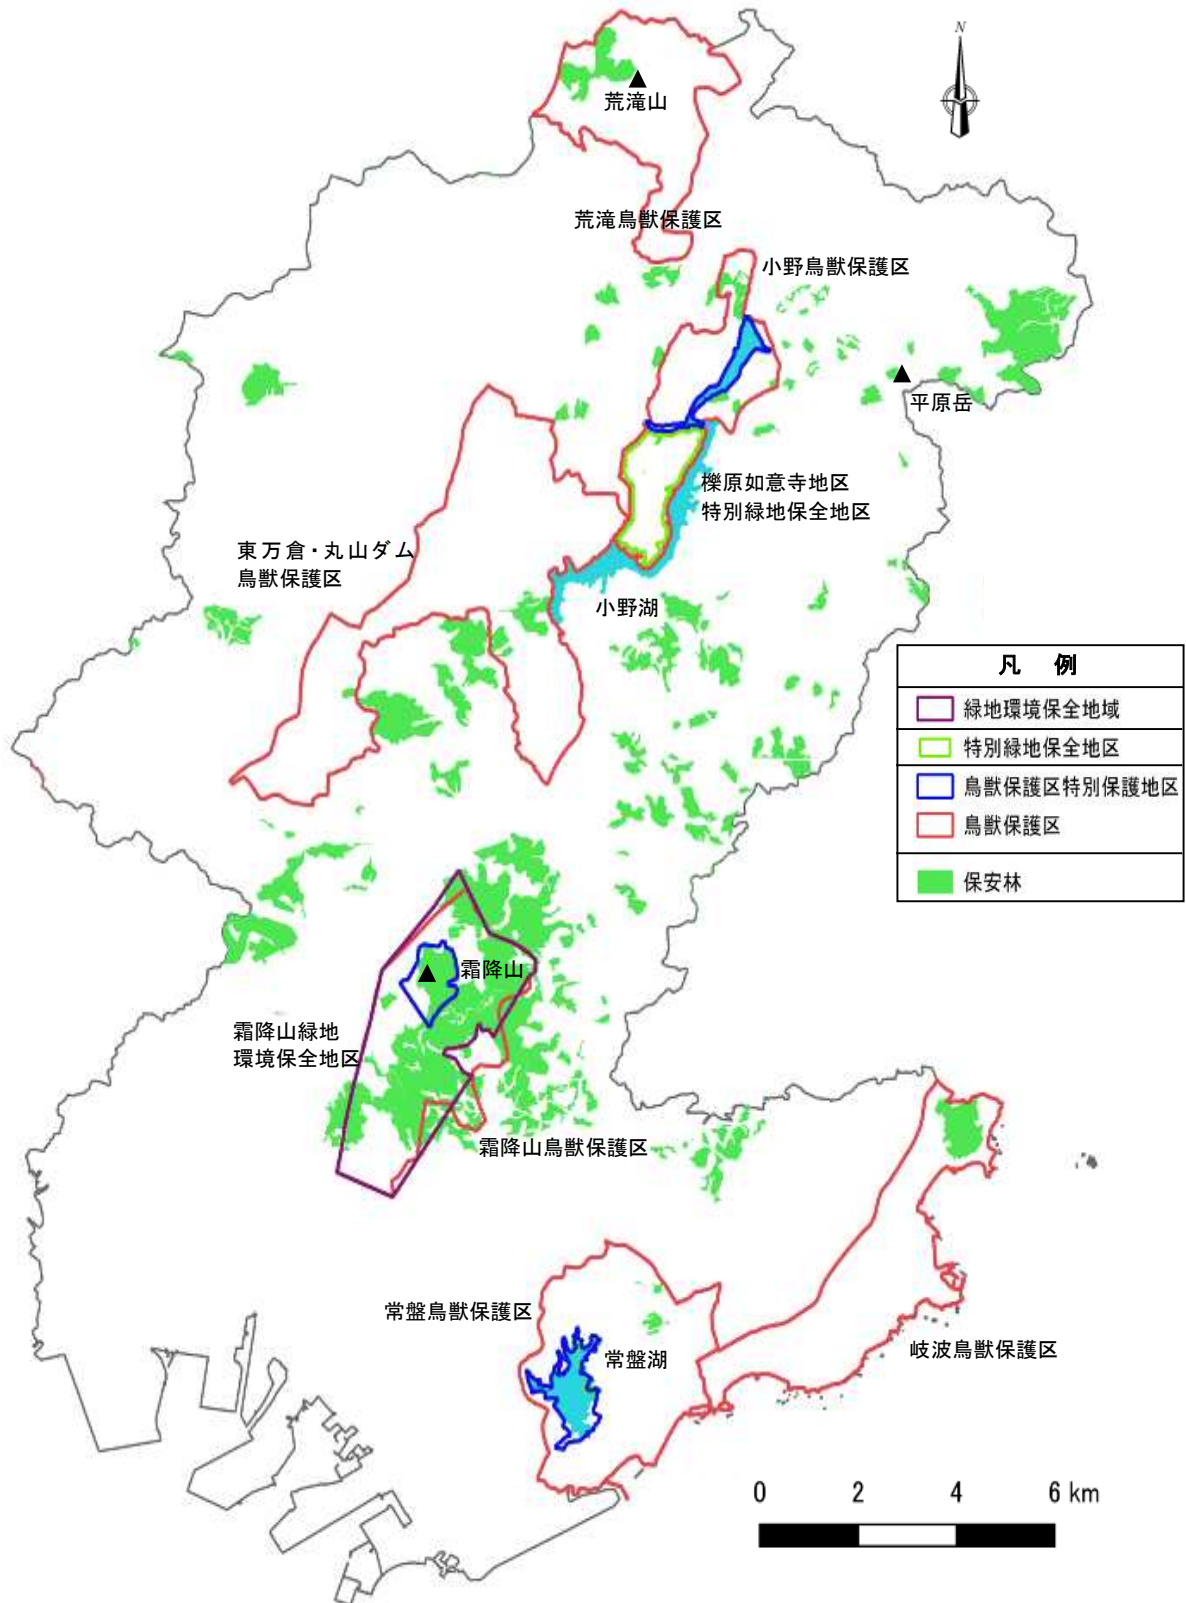 N
荒滝山
荒滝鳥獣保護区
小野鳥獣保護区
平原岳
櫟原如意寺地区
特別緑地保全地区
東万倉・丸山ダム
鳥獣保護区
小野湖
凡 例
緑地環境保全地域
特別緑地保全地区
鳥獣保護区特別保護地区
鳥獣保護区
保安林
霜降山
霜降山緑地
環境保全地区
霜降山鳥獣保護区
常盤鳥獣保護区
常盤湖
岐波鳥獣保護区
0 2 4 6 km